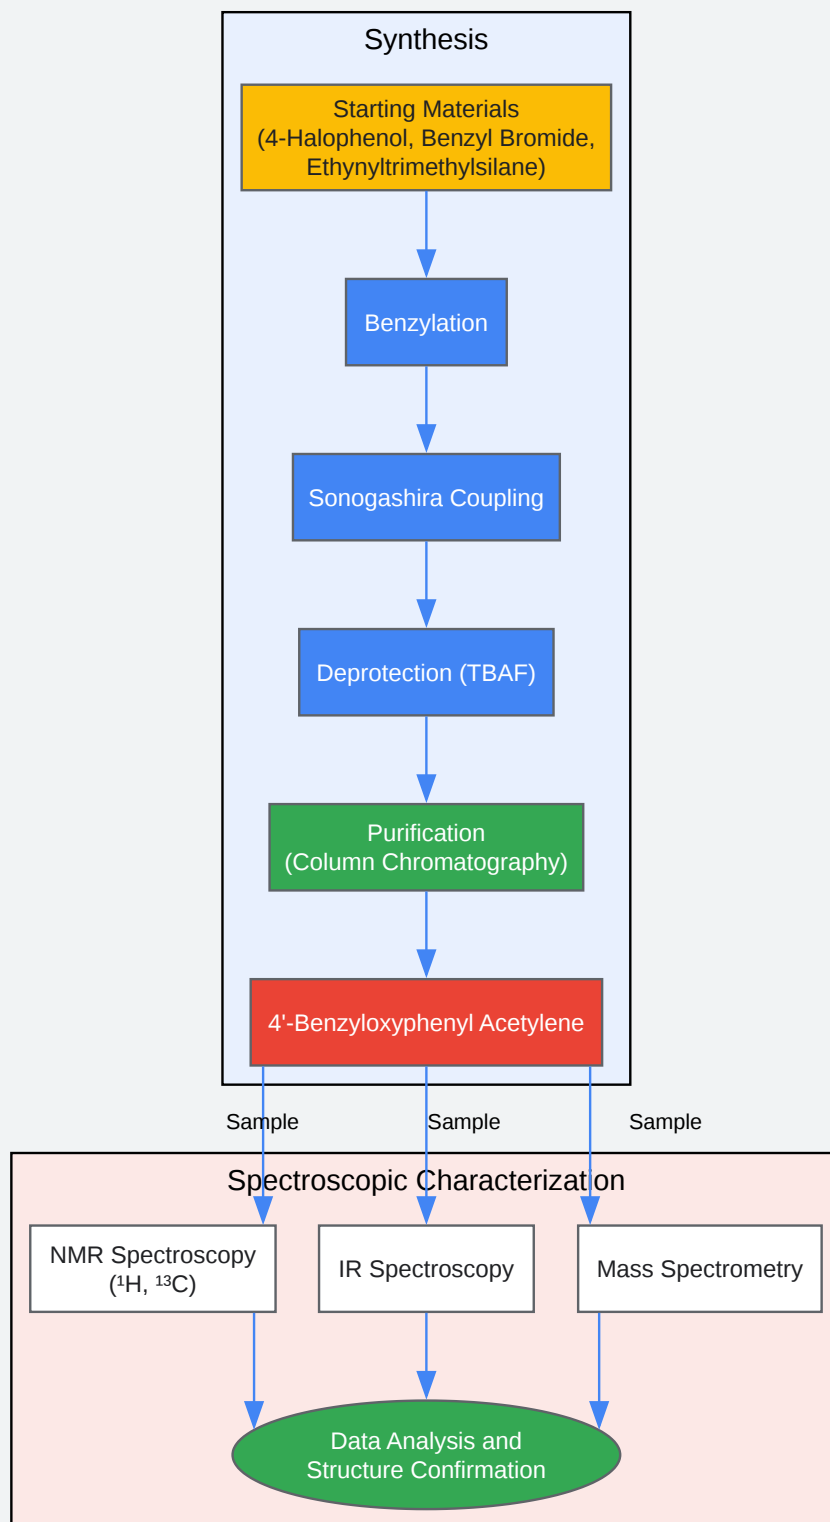 Synthesis
Starting Materials
(4-Halophenol, Benzyl Bromide,
Ethynyltrimethylsilane)
Benzylation
Sonogashira Coupling
Deprotection (TBAF)
Purification
(Column Chromatography)
4'-Benzyloxyphenyl Acetylene
Sample Sample Sample
Spectroscopic Characterization
NMR Spectroscopy
(¹H, ¹³C)
IR Spectroscopy
Mass Spectrometry
Data Analysis and
Structure Confirmation